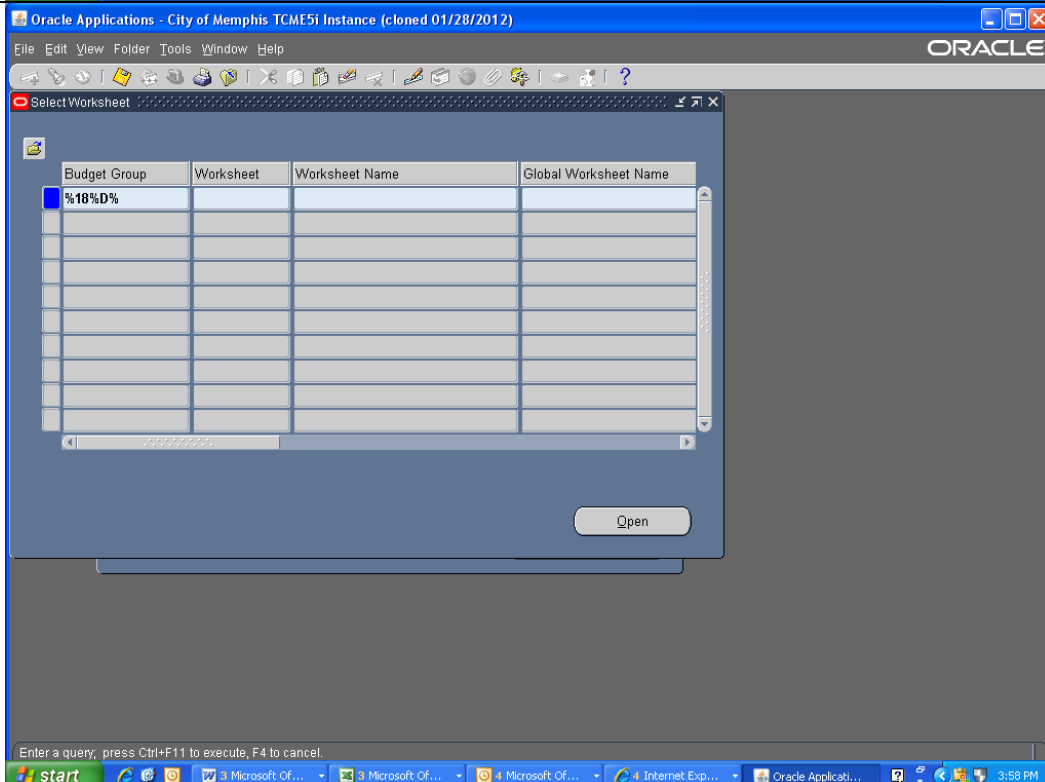 Oracle Applications - City of Memphis TCME5i Instance (cloned 01/28/2012)
File Edit View Folder Tools Window Help
ORACLE
Select Worksheet
Budget Group Worksheet Worksheet Name Global Worksheet Name
%18%D%
Open
Enter a query; press Ctrl+F11 to execute, F4 to cancel.
start 3 Microsoft Of... 3 Microsoft Of... 4 Microsoft Of... 4 Internet Exp... Oracle Applicati... 3:58 PM